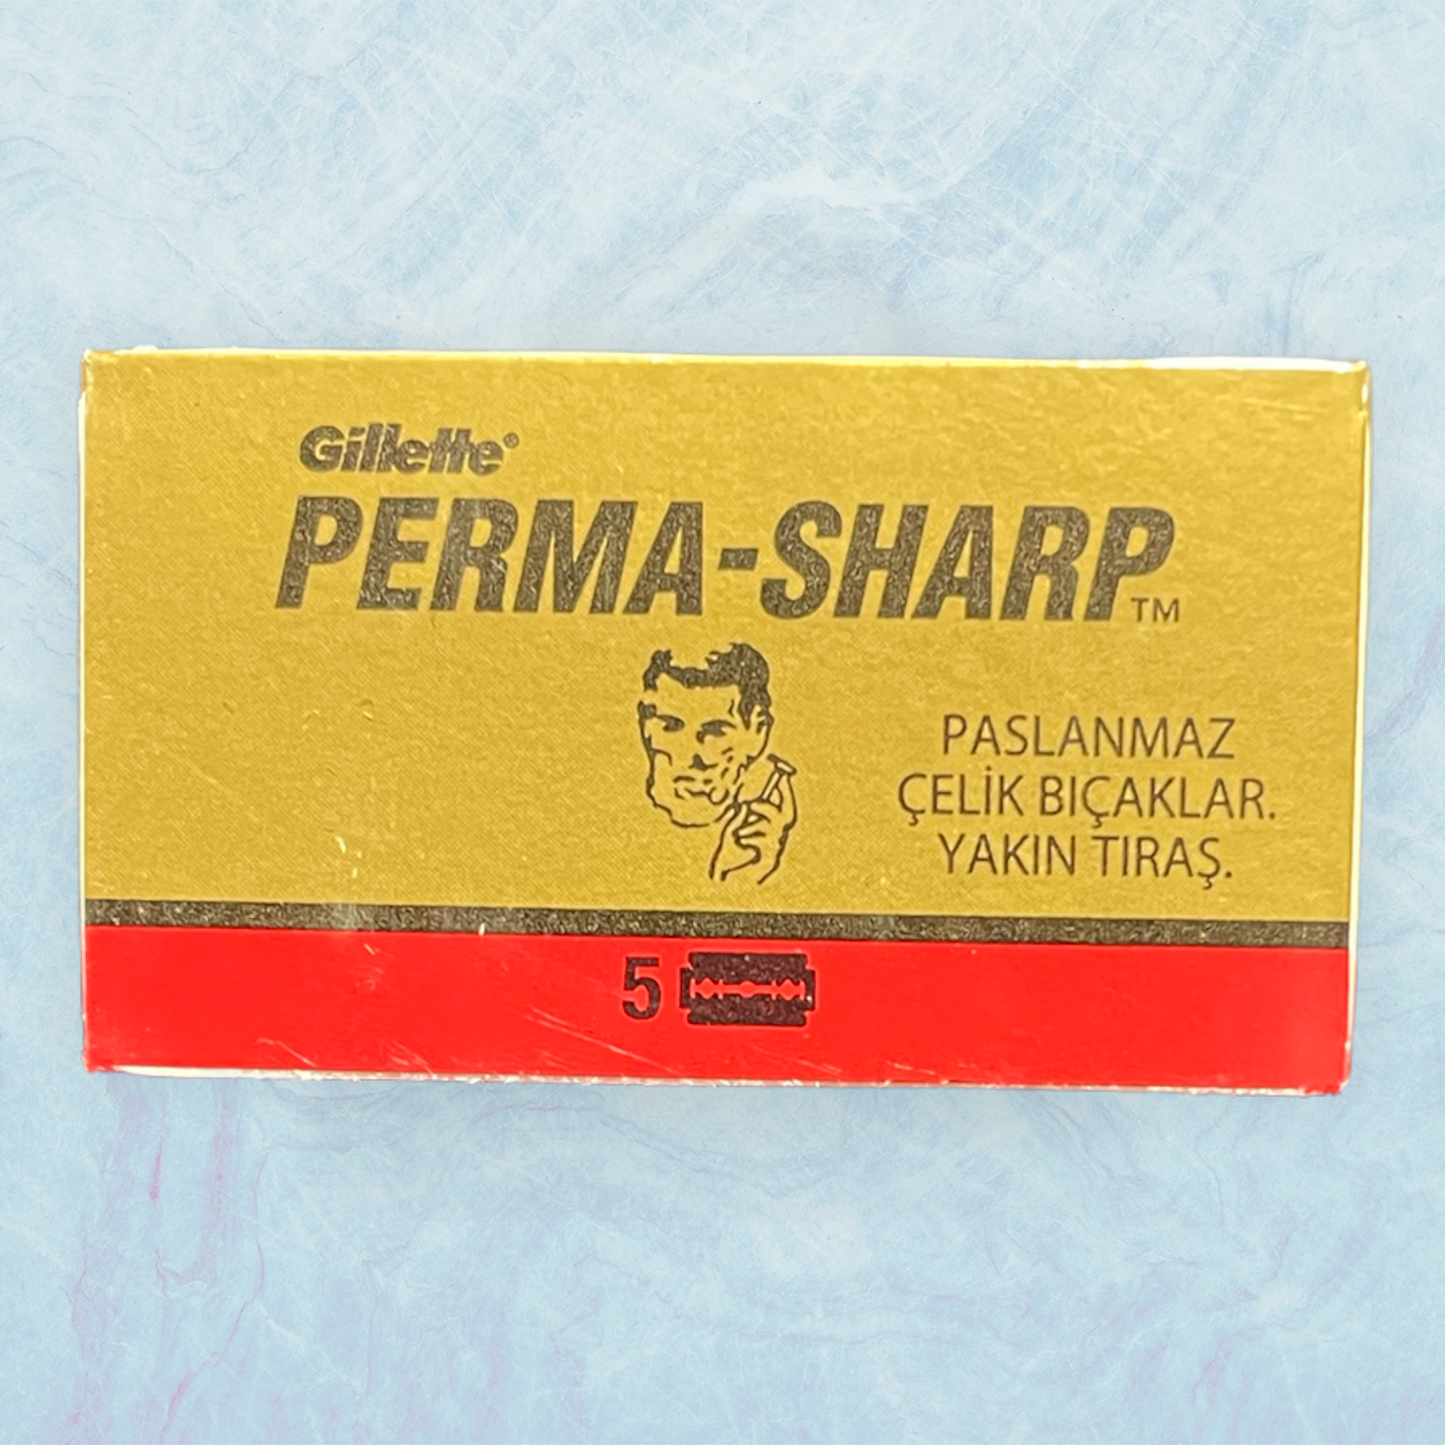 Gillette®
PERMA-SHARP™
PASLANMAZ
ÇELİK BIÇAKLAR.
YAKIN TIRAŞ.
5